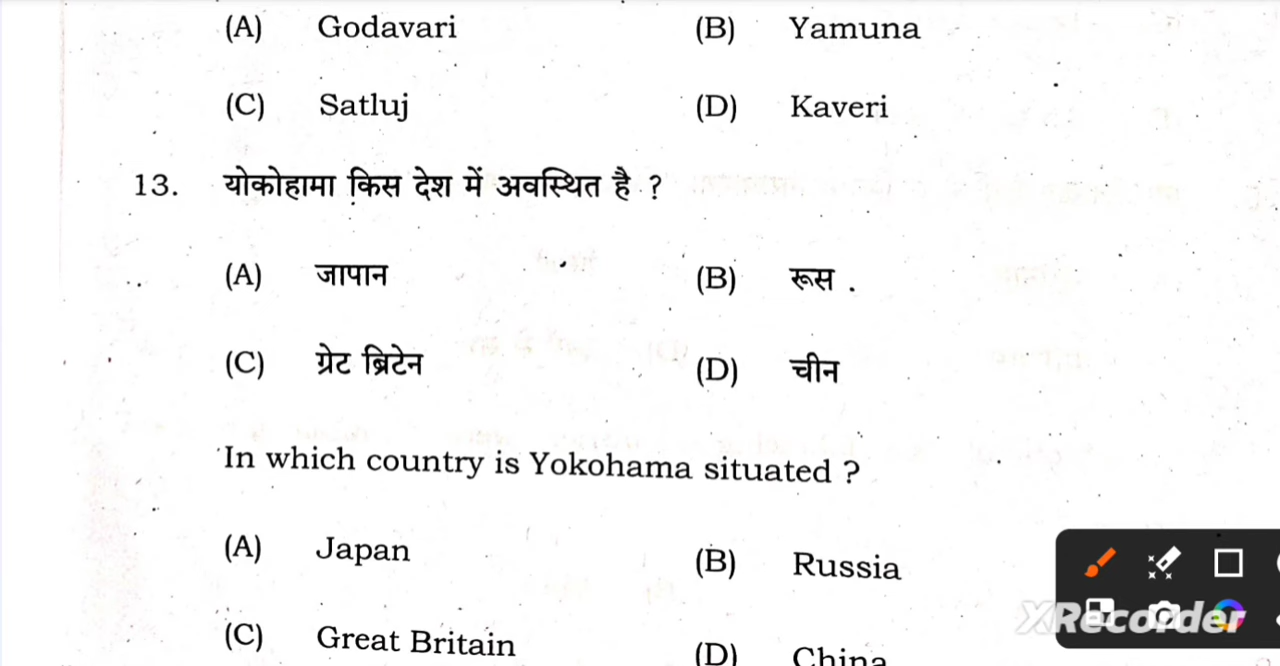 (A) Godavari (B) Yamuna
(C) Satluj (D) Kaveri
13. योकोहामा किस देश में अवस्थित है ?
(A) जापान (B) रूस .
(C) ग्रेट ब्रिटेन (D) चीन
In which country is Yokohama situated ?
(A) Japan (B) Russia
(C) Great Britain (D) China
XRecorder